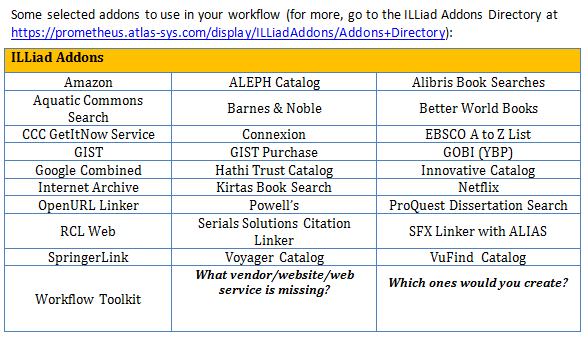 Some selected addons to use in your workflow (for more, go to the ILLiad Addons Directory at
https://prometheus.atlas-sys.com/display/ILLiadAddons/Addons+Directory):
ILLiad Addons
Amazon
ALEPH Catalog
Alibris Book Searches
Aquatic Commons
Search
Barnes & Noble
Better World Books
CCC GetItNow Service
Connexion
EBSCO A to Z List
GIST
GIST Purchase
GOBI (YBP)
Google Combined
Hathi Trust Catalog
Innovative Catalog
Internet Archive
Kirtas Book Search
Netflix
OpenURL Linker
Powell's
ProQuest Dissertation Search
RCL Web
Serials Solutions Citation
Linker
SFX Linker with ALIAS
SpringerLink
Voyager Catalog
VuFind Catalog
Workflow Toolkit
What vendor/website/web
service is missing?
Which ones would you create?